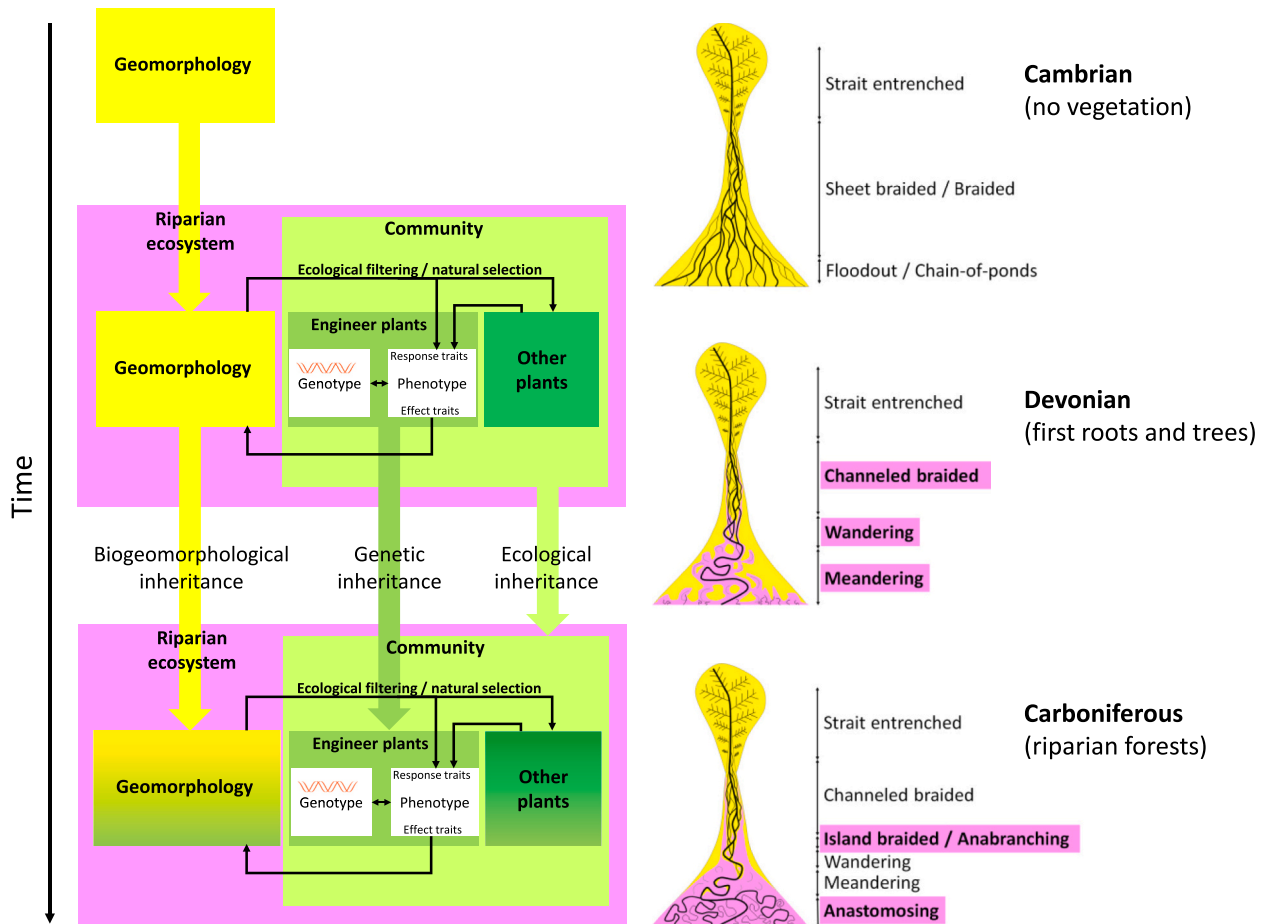 Time
Geomorphology
Riparian
ecosystem
Community
Ecological filtering / natural selection
Geomorphology
Engineer plants
Genotype
Response traits
Phenotype
Effect traits
Other
plants
Biogeomorphological
inheritance
Genetic
inheritance
Ecological
inheritance
Riparian
ecosystem
Community
Ecological filtering / natural selection
Geomorphology
Engineer plants
Genotype
Response traits
Phenotype
Effect traits
Other
plants
Strait entrenched
Sheet braided / Braided
Floodout / Chain-of-ponds
Cambrian
(no vegetation)
Strait entrenched
Channeled braided
Wandering
Meandering
Devonian
(first roots and trees)
Strait entrenched
Channeled braided
Island braided / Anabranching
Wandering
Meandering
Anastomosing
Carboniferous
(riparian forests)